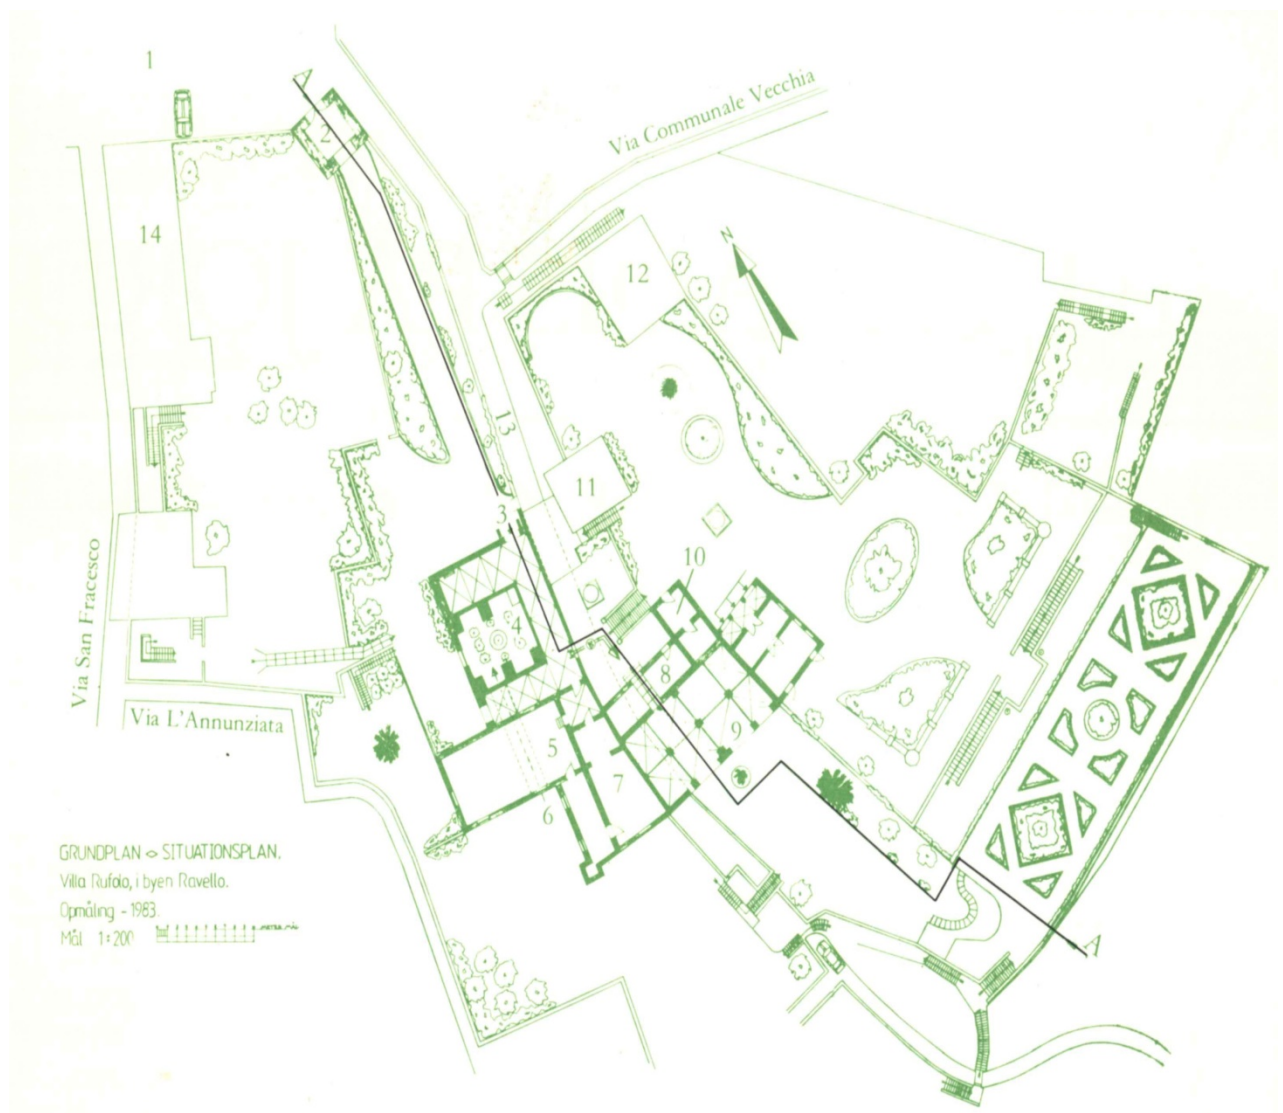 1
2
Via Communale Vecchia
14
N
12
13
11
3
10
4
Via San Fracesco
8
Via L'Annunziata
9
5
7
6
GRUNDPLAN ◇ SITUATIONSPLAN.
Villa Rufolo, i byen Ravello.
Opmåling - 1983.
Mål 1:200
A